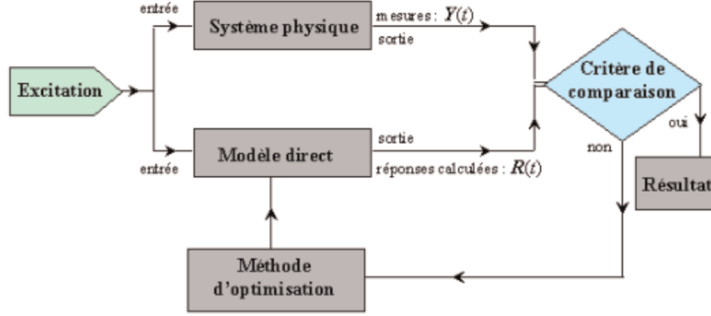 entrée
Système physique
mesures : Y(t)
sortie
Excitation
Critère de
comparaison
oui
non
Résultat
entrée
Modèle direct
sortie
réponses calculées : R(t)
Méthode
d'optimisation